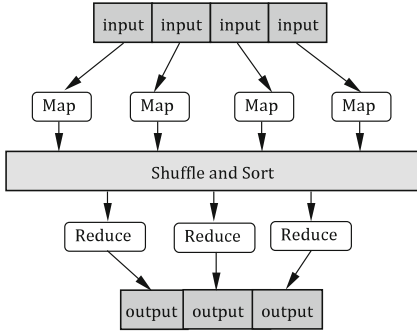 input input input input
Map Map Map Map
Shuffle and Sort
Reduce Reduce Reduce
output output output